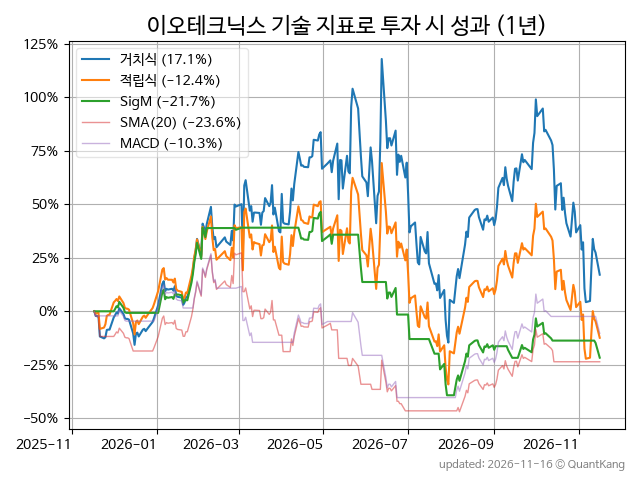 이오테크닉스 기술 지표로 투자 시 성과 (1년)
125%
100%
75%
50%
25%
0%
−25%
−50%
거치식 (17.1%)
적립식 (−12.4%)
SigM (−21.7%)
SMA(20) (−23.6%)
MACD (−10.3%)
2025-11
2026-01
2026-03
2026-05
2026-07
2026-09
2026-11
updated: 2026-11-16 © QuantKang